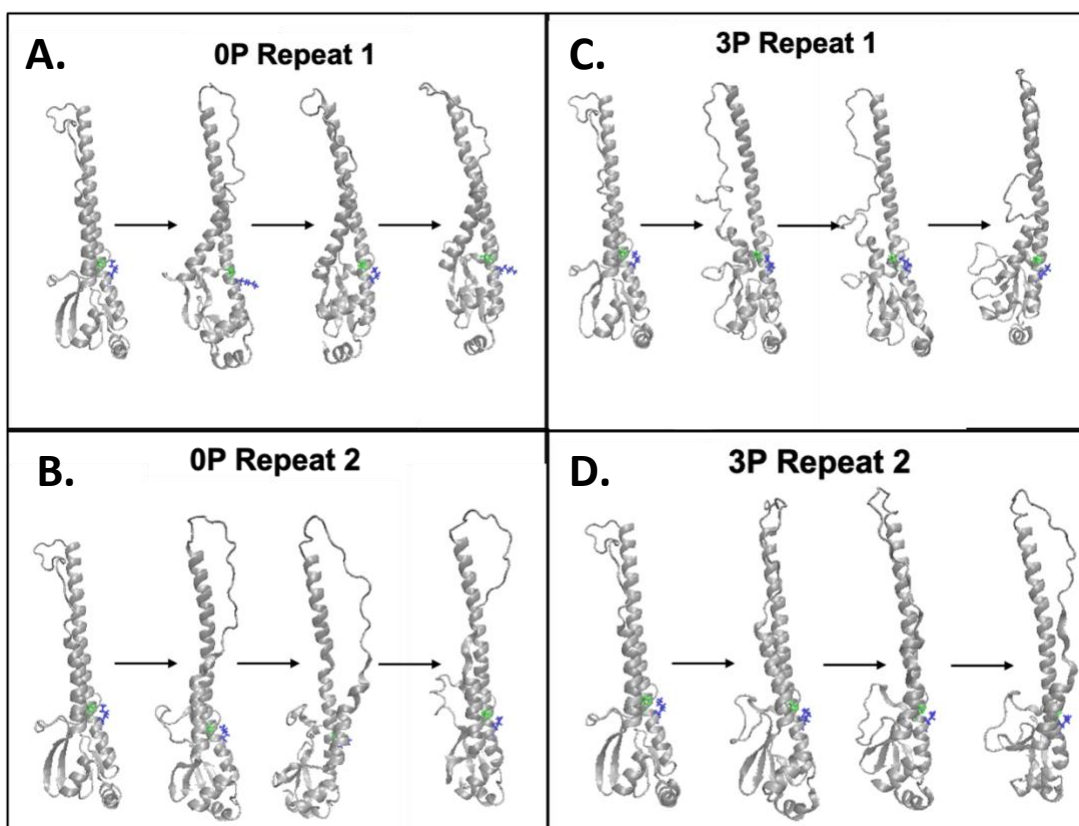 A.
0P Repeat 1
C.
3P Repeat 1
B.
0P Repeat 2
D.
3P Repeat 2